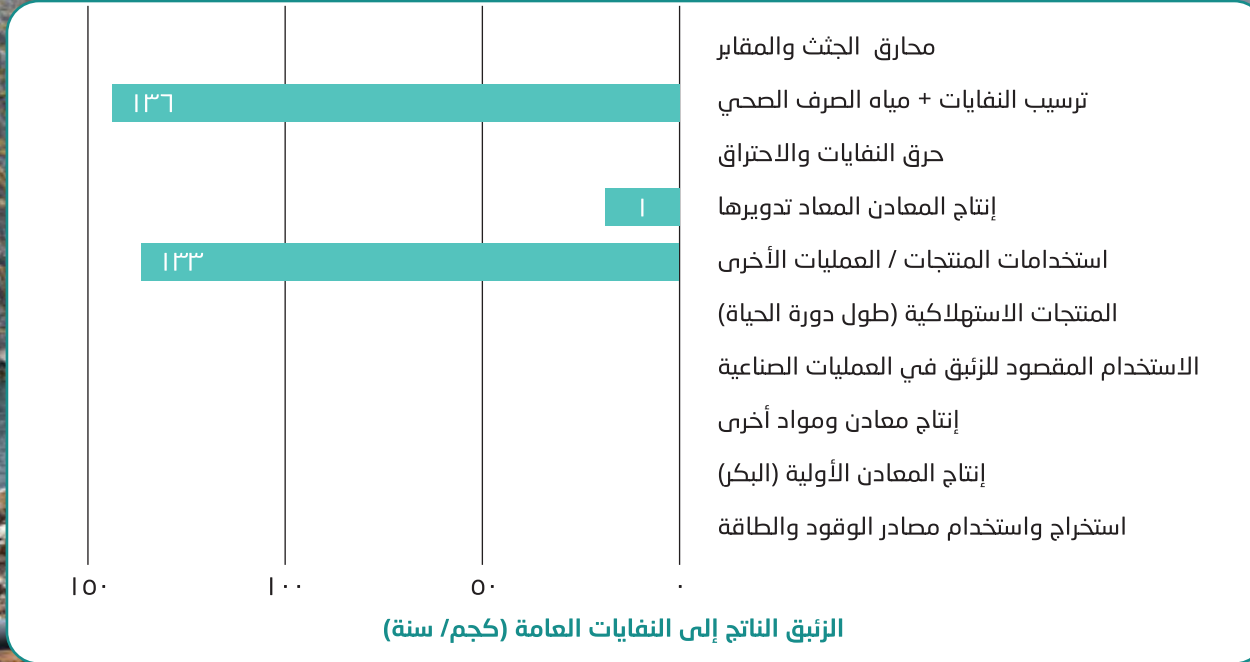 محارق الجثث والمقابر
ترسيب النفايات + مياه الصرف الصحي
١٣٦
حرق النفايات والاحتراق
إنتاج المعادن المعاد تدويرها
١
استخدامات المنتجات / العمليات الأخرى
١٣٣
المنتجات الاستهلاكية (طول دورة الحياة)
الاستخدام المقصود للزئبق في العمليات الصناعية
إنتاج معادن ومواد أخرى
إنتاج المعادن الأولية (البكر)
استخراج واستخدام مصادر الوقود والطاقة
٠
٥٠
١٠٠
١٥٠
الزئبق الناتج إلى النفايات العامة (كجم/ سنة)